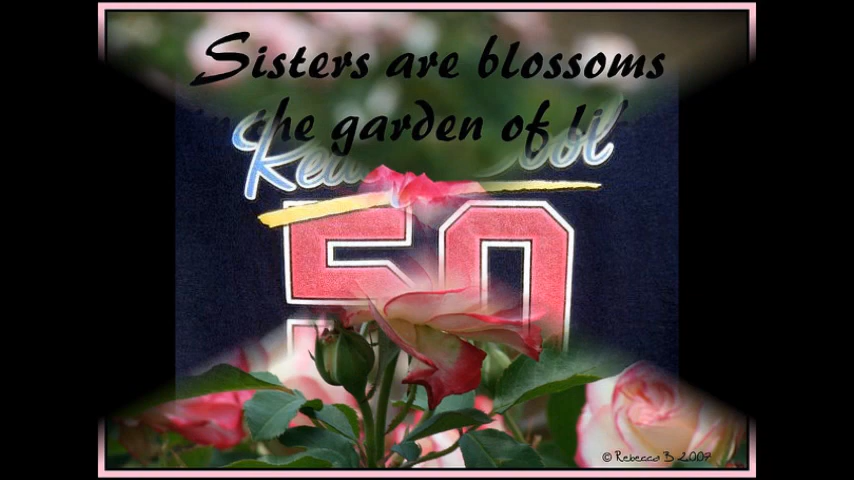 Sisters are blossoms
the garden of
50
© Rebecca B 2007